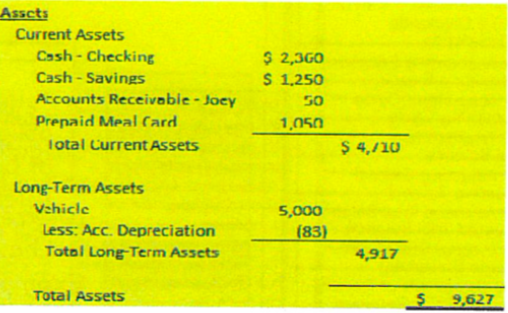 Assets
Current Assets
Cash - Checking $ 2,360
Cash - Savings $ 1,250
Accounts Receivable - Joey 50
Prepaid Meal Card 1,050
Total Current Assets $ 4,710
Long-Term Assets
Vehicle 5,000
Less: Acc. Depreciation (83)
Total Long-Term Assets 4,917
Total Assets $ 9,627